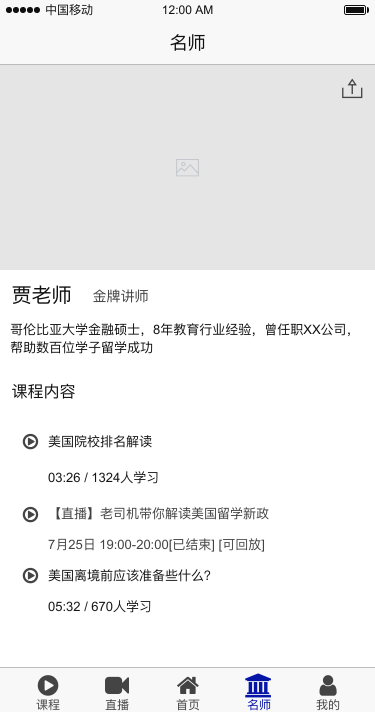 中国移动 12:00 AM
名师
贾老师 金牌讲师
哥伦比亚大学金融硕士，8年教育行业经验，曾任职XX公司，
帮助数百位学子留学成功
课程内容
美国院校排名解读
03:26 / 1324人学习
【直播】老司机带你解读美国留学新政
7月25日 19:00-20:00[已结束] [可回放]
美国离境前应该准备些什么?
05:32 / 670人学习
课程 直播 首页 名师 我的